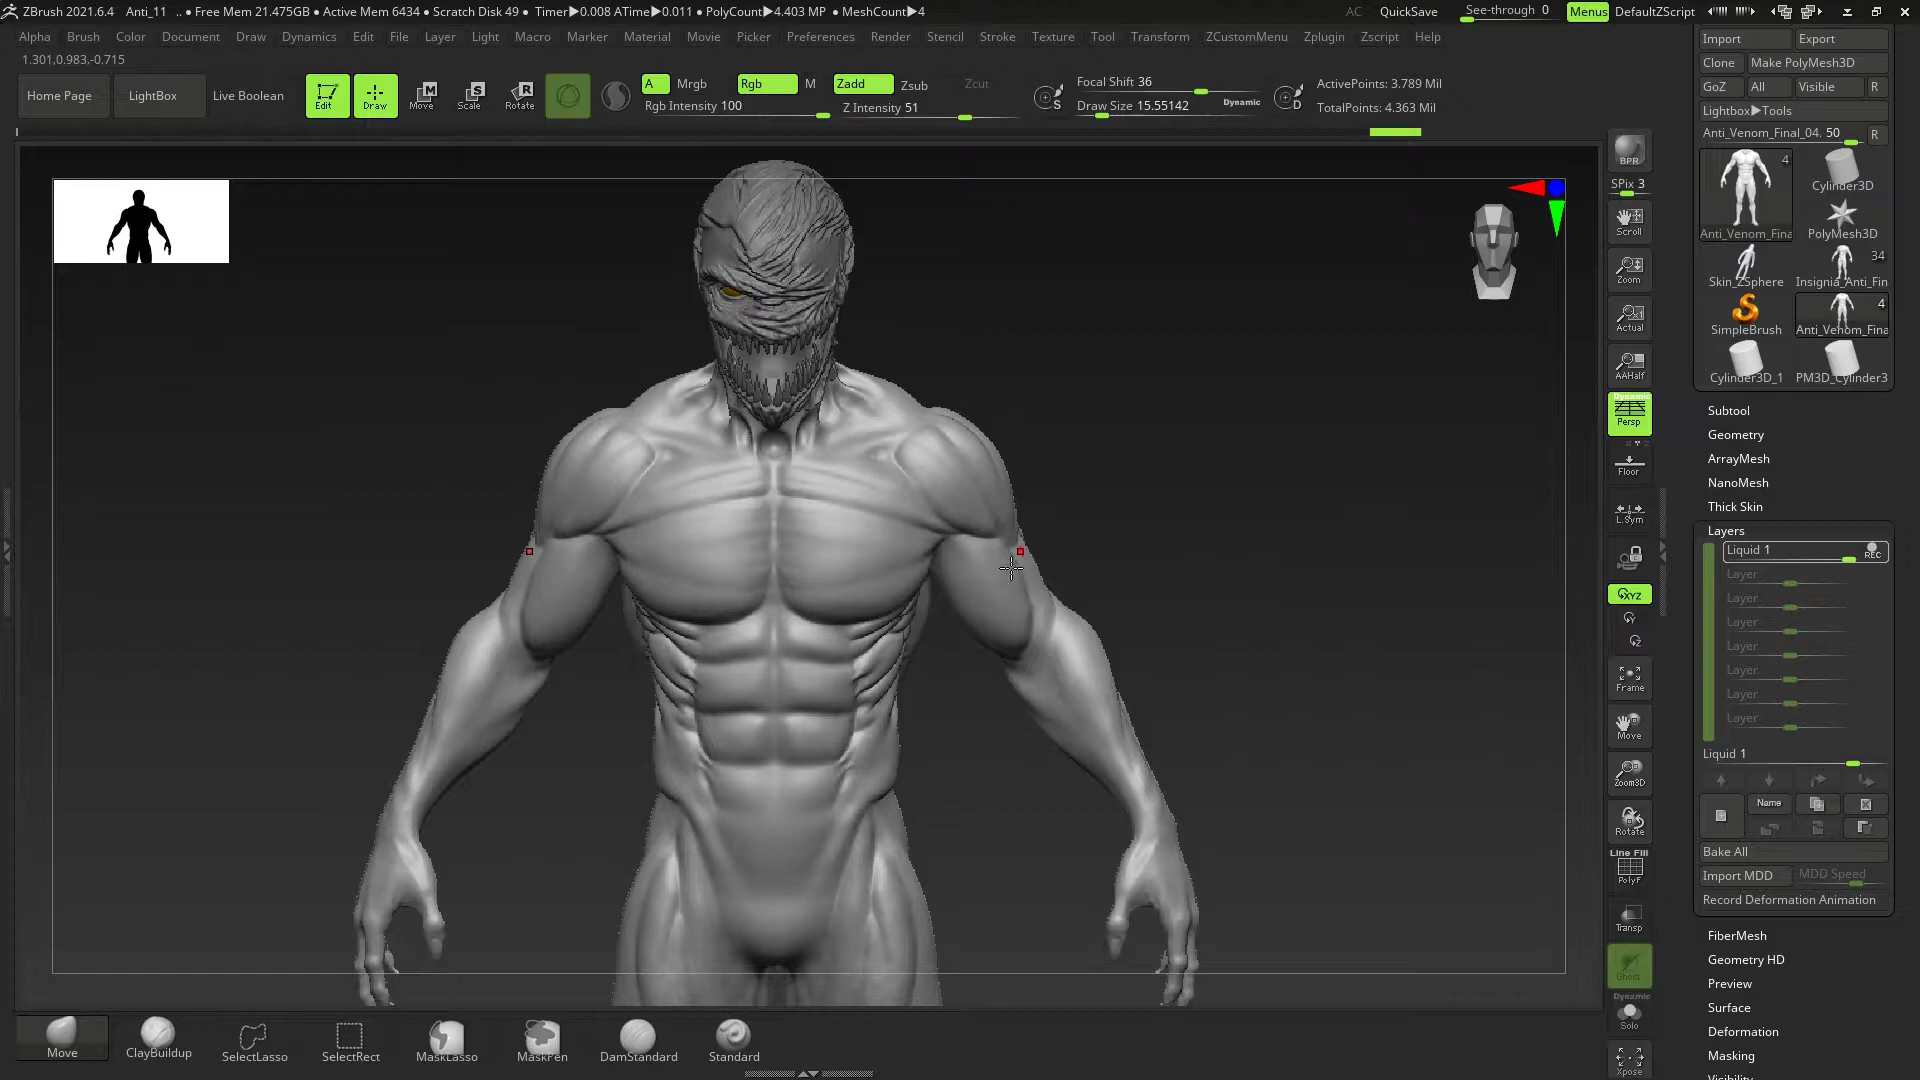 ZBrush 2021.6.4 Anti_11 .. ● Free Mem 21.475GB ● Active Mem 6434 ● Scratch Disk 49 ● Timer▶0.008 ATime▶0.011 ● PolyCount▶4.403 MP ● MeshCount▶4
AC QuickSave See-through 0 Menus DefaultZScript
Alpha Brush Color Document Draw Dynamics Edit File Layer Light Macro Marker Material Movie Picker Preferences Render Stencil Stroke Texture Tool Transform ZCustomMenu Zplugin Zscript Help
1.301,0.983,-0.715
Home Page LightBox Live Boolean
Edit Draw Move Scale Rotate
A Mrgb Rgb M Zadd Zsub Zcut
Rgb Intensity 100 Z Intensity 51
Focal Shift 36
Draw Size 15.55142 Dynamic
S
D
ActivePoints: 3.789 Mil
TotalPoints: 4.363 Mil
BPR
SPix 3
Scroll
Zoom
Actual
AAHalf
Dynamic
Persp
Floor
L.Sym
XYZ
Frame
Move
Zoom3D
Rotate
Line Fill
PolyF
Transp
Ghost
Dynamic
Solo
Xpose
Import Export
Clone Make PolyMesh3D
GoZ All Visible R
Lightbox▶Tools
Anti_Venom_Final_04. 50 R
4
Cylinder3D
Anti_Venom_Fina PolyMesh3D
34
Skin_ZSphere Insignia_Anti_Fin
4
SimpleBrush Anti_Venom_Fina
Cylinder3D_1 PM3D_Cylinder3
Subtool
Geometry
ArrayMesh
NanoMesh
Thick Skin
Layers
Liquid 1 REC
Layer
Layer
Layer
Layer
Layer
Layer
Layer
Liquid 1
Name
Bake All
Import MDD MDD Speed
Record Deformation Animation
FiberMesh
Geometry HD
Preview
Surface
Deformation
Masking
Visibility
Move ClayBuildup SelectLasso SelectRect MaskLasso MaskPen DamStandard Standard